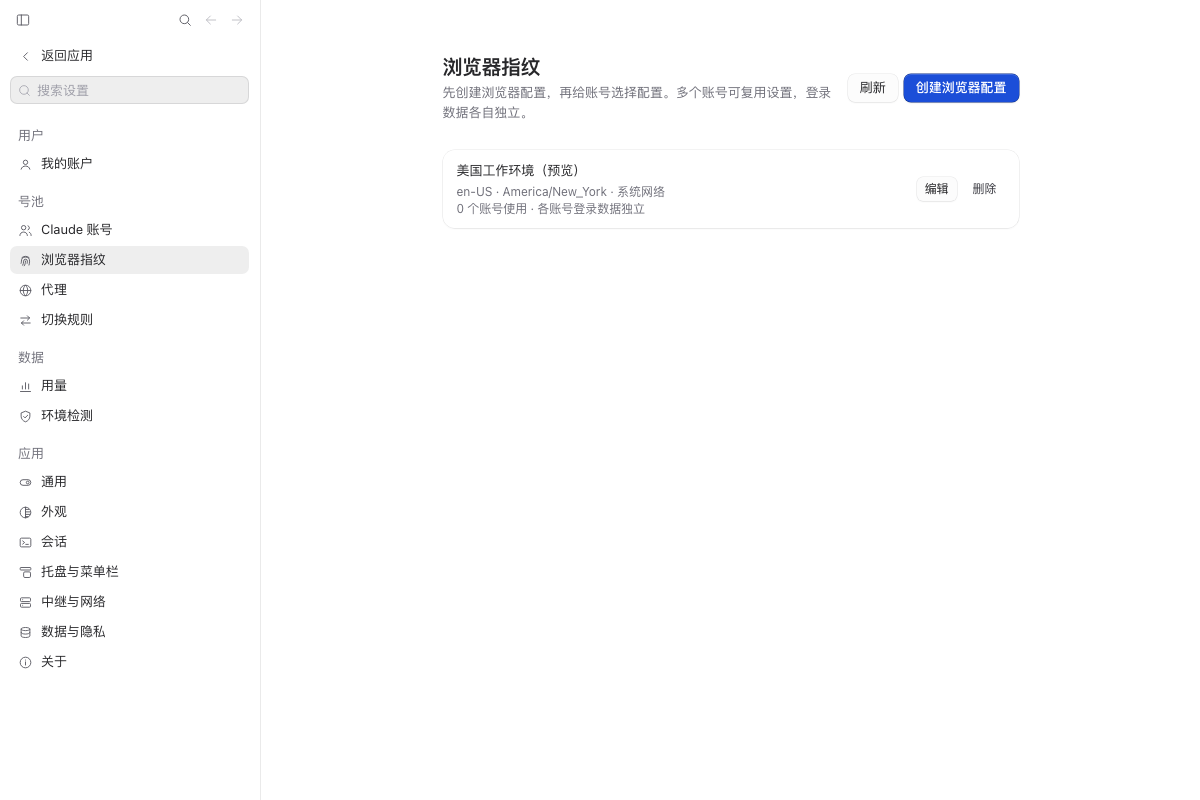 返回应用
搜索设置
用户
我的账户
号池
Claude 账号
浏览器指纹
代理
切换规则
数据
用量
环境检测
应用
通用
外观
会话
托盘与菜单栏
中继与网络
数据与隐私
关于
浏览器指纹
先创建浏览器配置，再给账号选择配置。多个账号可复用设置，登录
数据各自独立。
刷新
创建浏览器配置
美国工作环境（预览）
en-US · America/New_York · 系统网络
0 个账号使用 · 各账号登录数据独立
编辑
删除